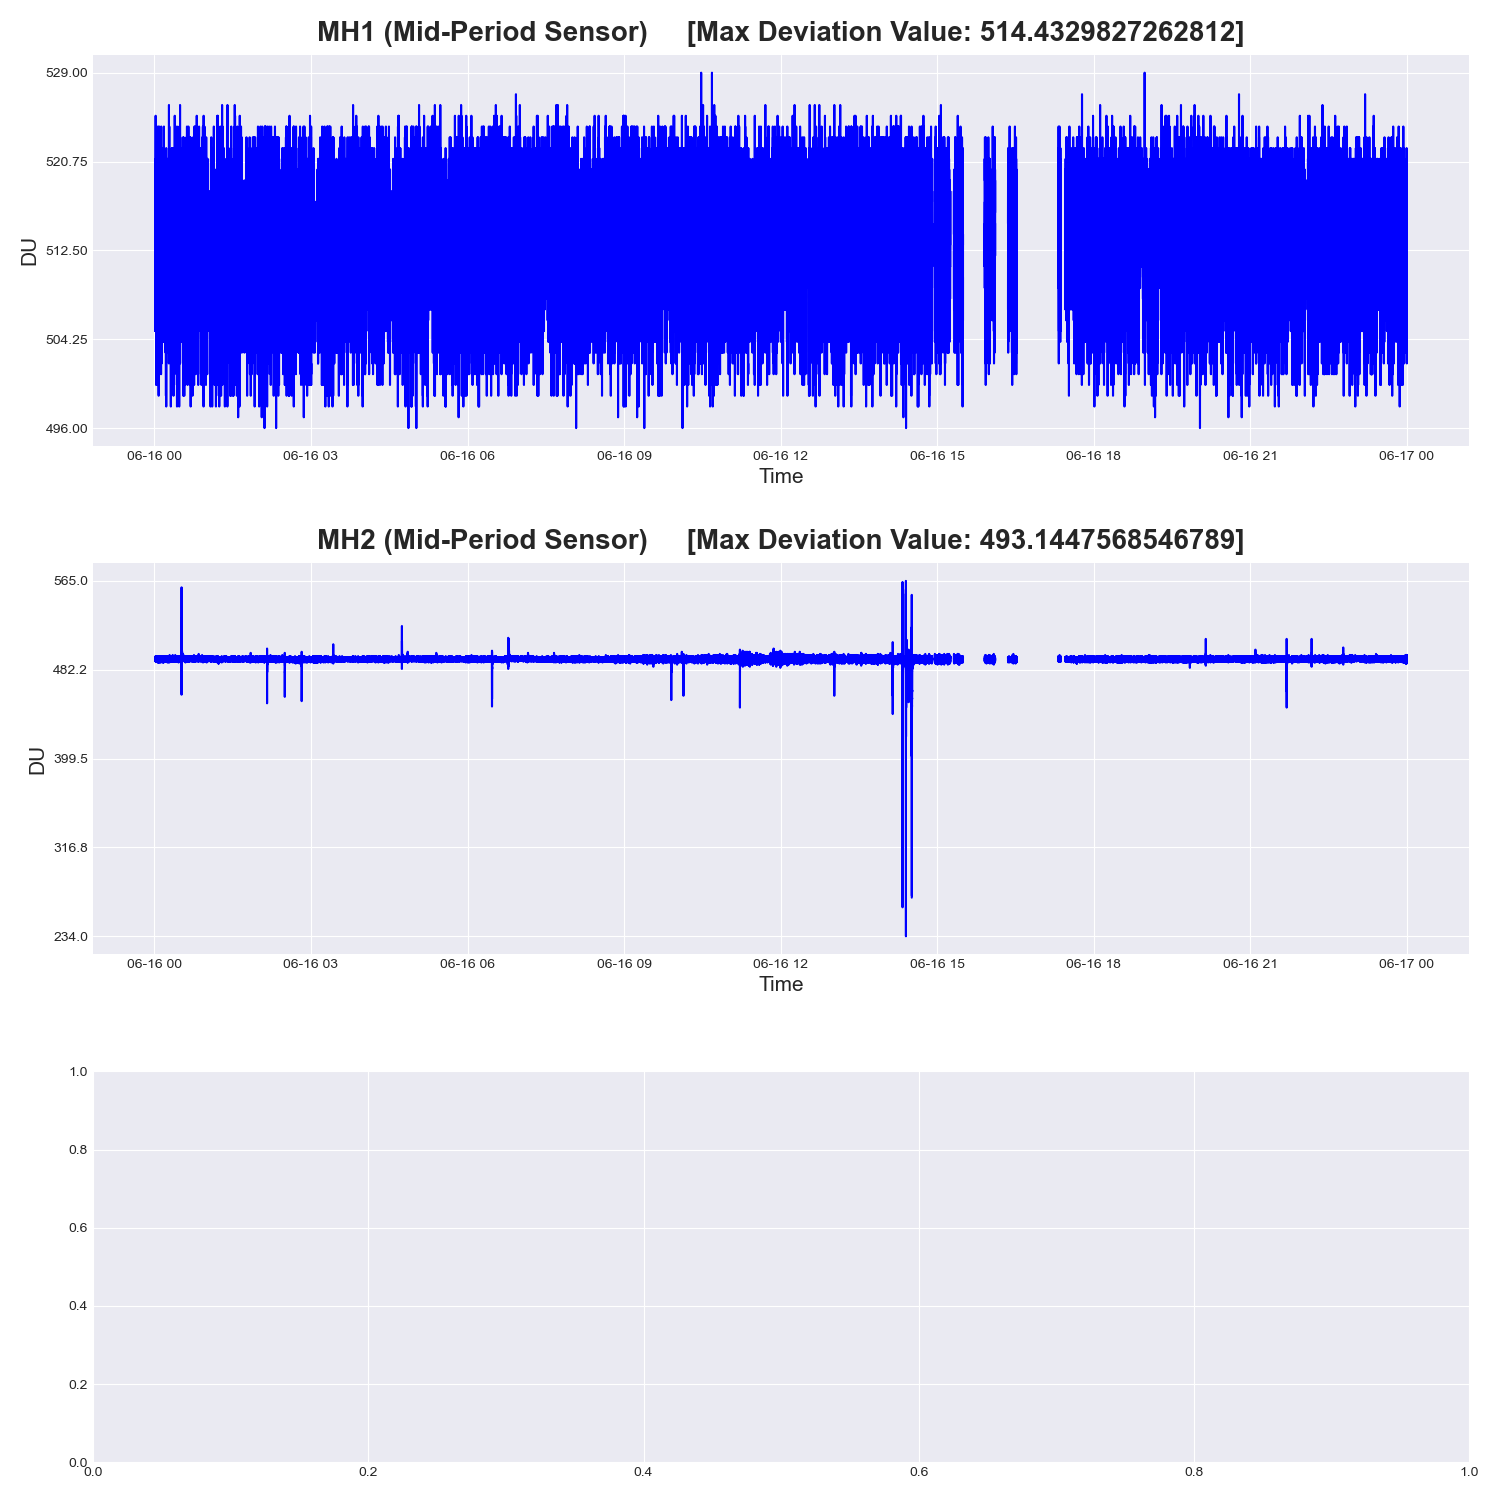 MH1 (Mid-Period Sensor) [Max Deviation Value: 514.4329827262812]
529.00
520.75
512.50
504.25
496.00
DU
06-16 00 06-16 03 06-16 06 06-16 09 06-16 12 06-16 15 06-16 18 06-16 21 06-17 00
Time
MH2 (Mid-Period Sensor) [Max Deviation Value: 493.1447568546789]
565.0
482.2
399.5
316.8
234.0
DU
06-16 00 06-16 03 06-16 06 06-16 09 06-16 12 06-16 15 06-16 18 06-16 21 06-17 00
Time
1.0
0.8
0.6
0.4
0.2
0.0
0.0 0.2 0.4 0.6 0.8 1.0